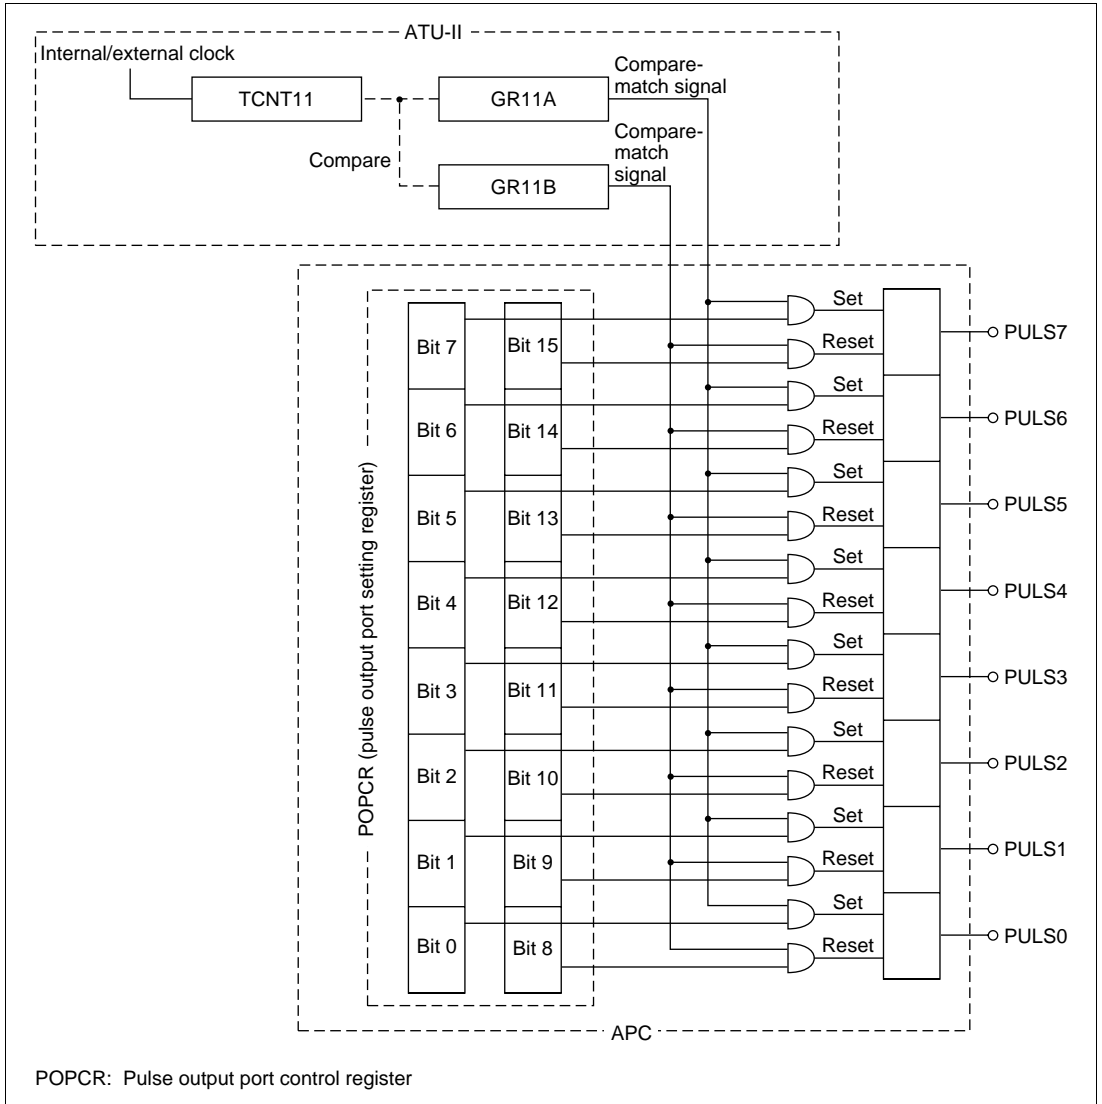 ATU-II
Internal/external clock
TCNT11
GR11A
Compare-
match signal
Compare
GR11B
Compare-
match
signal
POPCR (pulse output port setting register)
Bit 7
Bit 15
Set
Reset
PULS7
Bit 6
Bit 14
Set
Reset
PULS6
Bit 5
Bit 13
Set
Reset
PULS5
Bit 4
Bit 12
Set
Reset
PULS4
Bit 3
Bit 11
Set
Reset
PULS3
Bit 2
Bit 10
Set
Reset
PULS2
Bit 1
Bit 9
Set
Reset
PULS1
Bit 0
Bit 8
Set
Reset
PULS0
APC
POPCR: Pulse output port control register